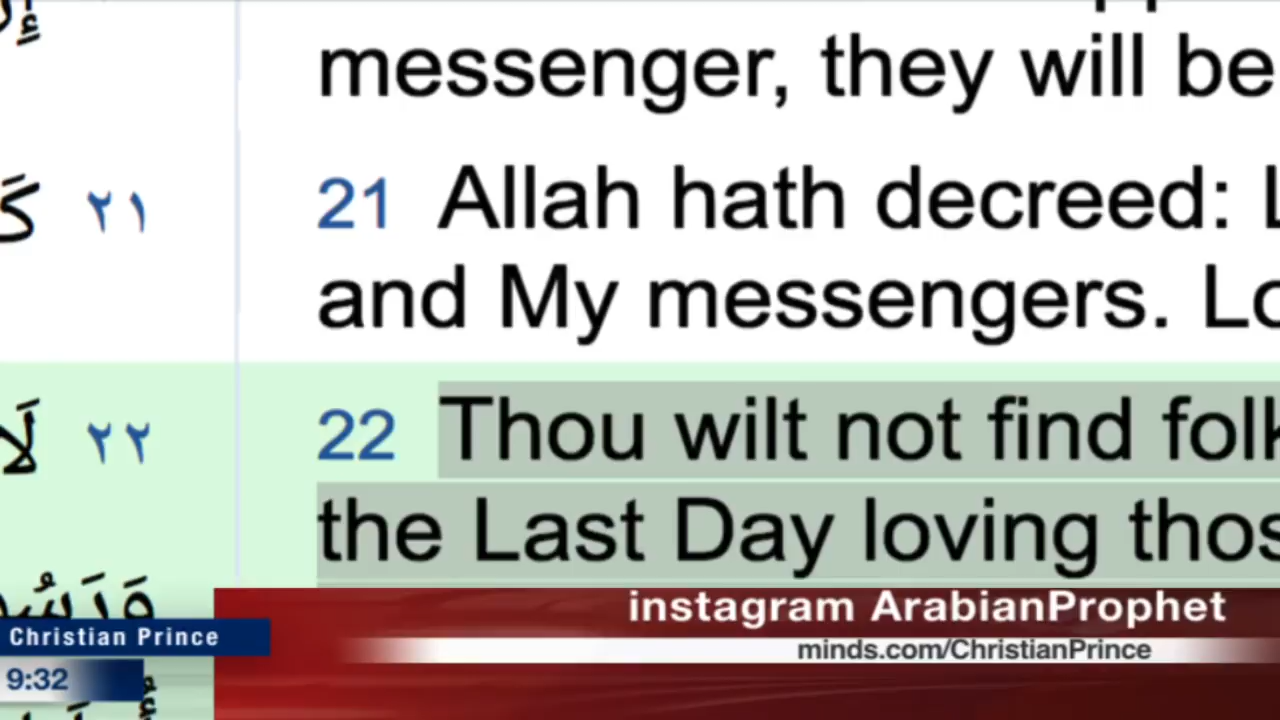 messenger, they will be
٢١ 21 Allah hath decreed:
and My messengers.
لَا ٢٢ 22 Thou wilt not find
the Last Day loving
instagram ArabianProphet
Christian Prince
minds.com/ChristianPrince
9:32